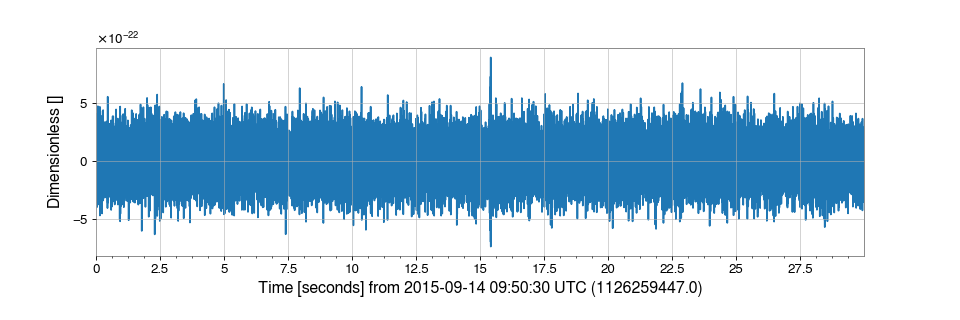 ×10⁻²²
Dimensionless []
5
0
−5
0 2.5 5 7.5 10 12.5 15 17.5 20 22.5 25 27.5
Time [seconds] from 2015-09-14 09:50:30 UTC (1126259447.0)